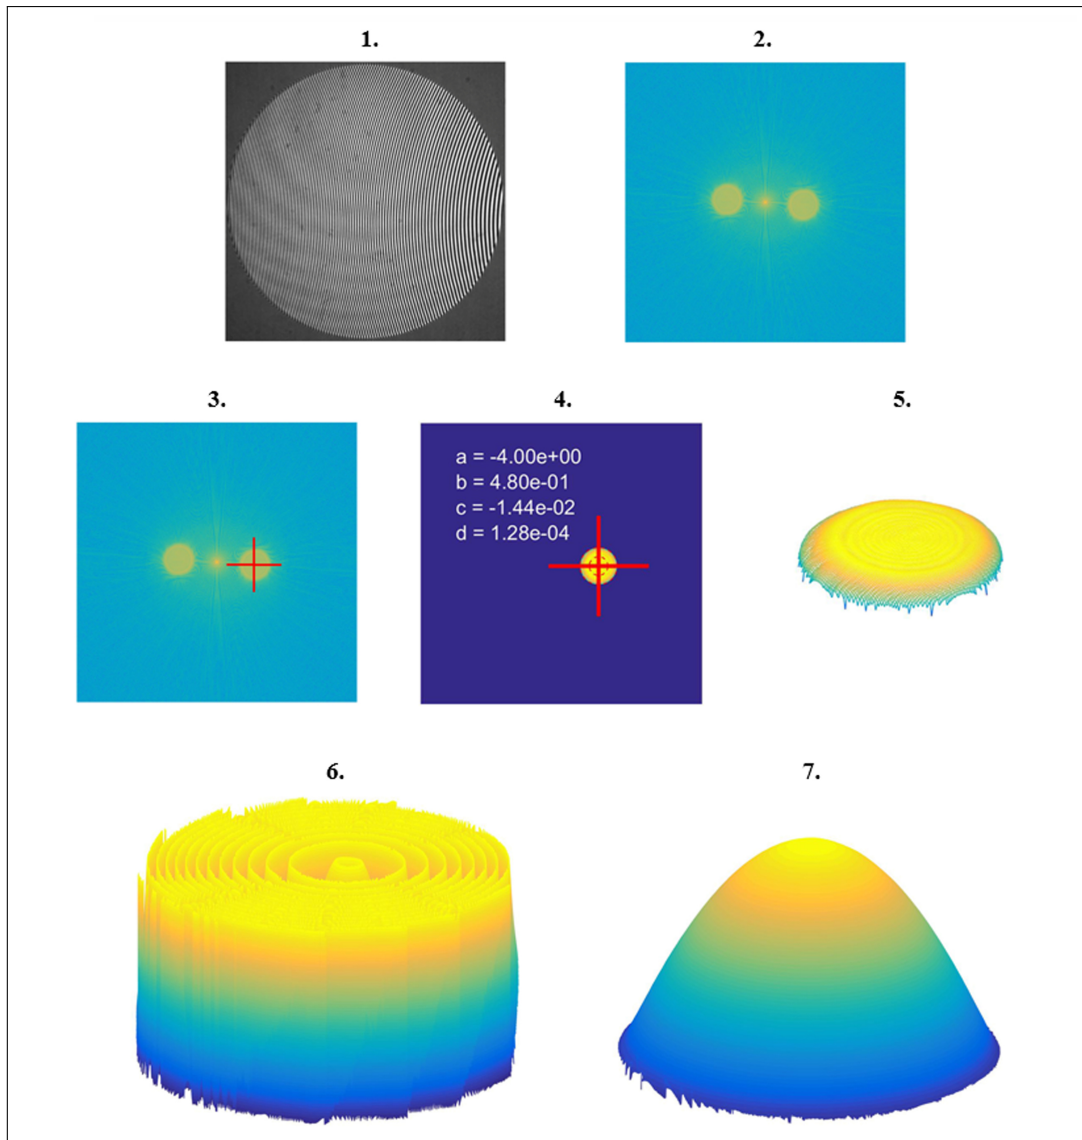 1.
2.
3.
4.
5.
a = -4.00e+00
b = 4.80e-01
c = -1.44e-02
d = 1.28e-04
6.
7.